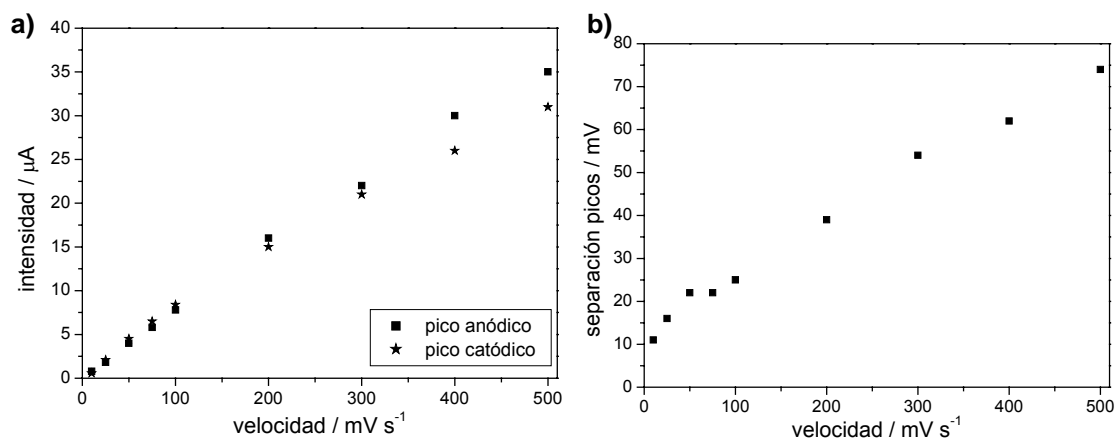 a)
40
35
30
25
20
15
10
5
0
intensidad / μA
pico anódico
pico catódico
0 100 200 300 400 500
velocidad / mV s⁻¹
b)
80
70
60
50
40
30
20
10
0
separación picos / mV
0 100 200 300 400 500
velocidad / mV s⁻¹